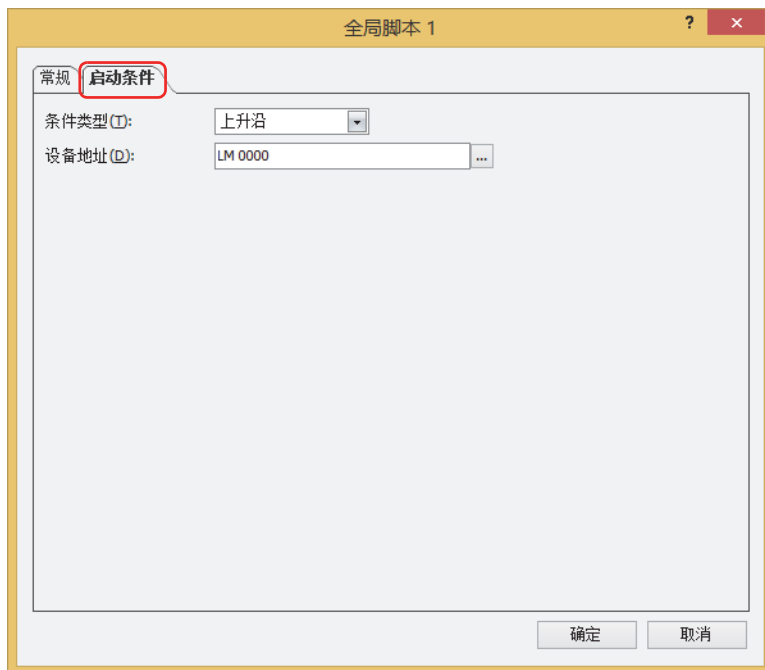 全局脚本 1
?
常规 启动条件
条件类型(T): 上升沿
设备地址(D): LM 0000 ...
确定 取消